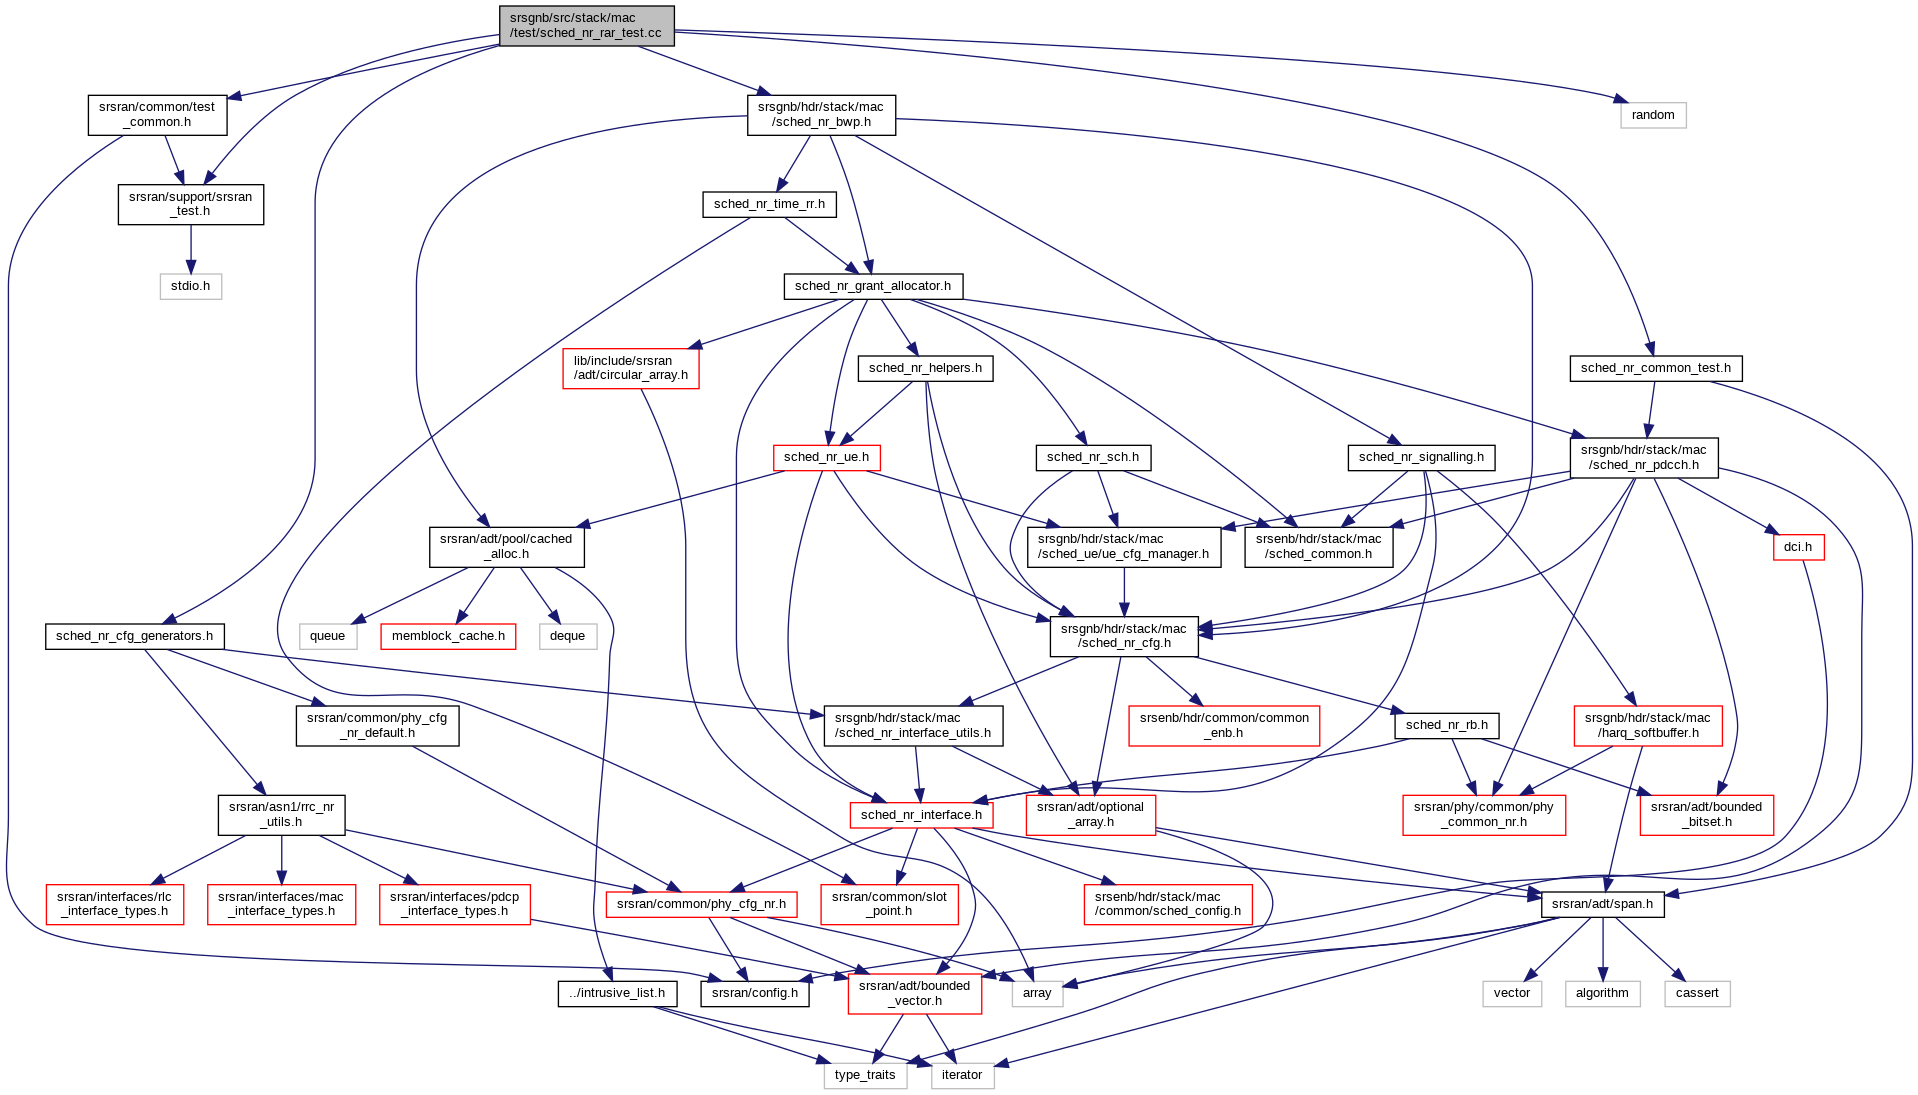 srsgnb/src/stack/mac
/test/sched_nr_rar_test.cc
srsran/common/test
_common.h
srsgnb/hdr/stack/mac
/sched_nr_bwp.h
random
srsran/support/srsran
_test.h
sched_nr_time_rr.h
stdio.h
sched_nr_grant_allocator.h
lib/include/srsran
/adt/circular_array.h
sched_nr_helpers.h
sched_nr_common_test.h
sched_nr_ue.h
sched_nr_sch.h
sched_nr_signalling.h
srsgnb/hdr/stack/mac
/sched_nr_pdcch.h
srsran/adt/pool/cached
_alloc.h
srsgnb/hdr/stack/mac
/sched_ue/ue_cfg_manager.h
srsenb/hdr/stack/mac
/sched_common.h
dci.h
sched_nr_cfg_generators.h
queue
memblock_cache.h
deque
srsgnb/hdr/stack/mac
/sched_nr_cfg.h
srsran/common/phy_cfg
_nr_default.h
srsgnb/hdr/stack/mac
/sched_nr_interface_utils.h
srsenb/hdr/common/common
_enb.h
sched_nr_rb.h
srsgnb/hdr/stack/mac
/harq_softbuffer.h
srsran/asn1/rrc_nr
_utils.h
sched_nr_interface.h
srsran/adt/optional
_array.h
srsran/phy/common/phy
_common_nr.h
srsran/adt/bounded
_bitset.h
srsran/interfaces/rlc
_interface_types.h
srsran/interfaces/mac
_interface_types.h
srsran/interfaces/pdcp
_interface_types.h
srsran/common/phy_cfg_nr.h
srsran/common/slot
_point.h
srsenb/hdr/stack/mac
/common/sched_config.h
srsran/adt/span.h
../intrusive_list.h
srsran/config.h
srsran/adt/bounded
_vector.h
array
vector
algorithm
cassert
type_traits
iterator